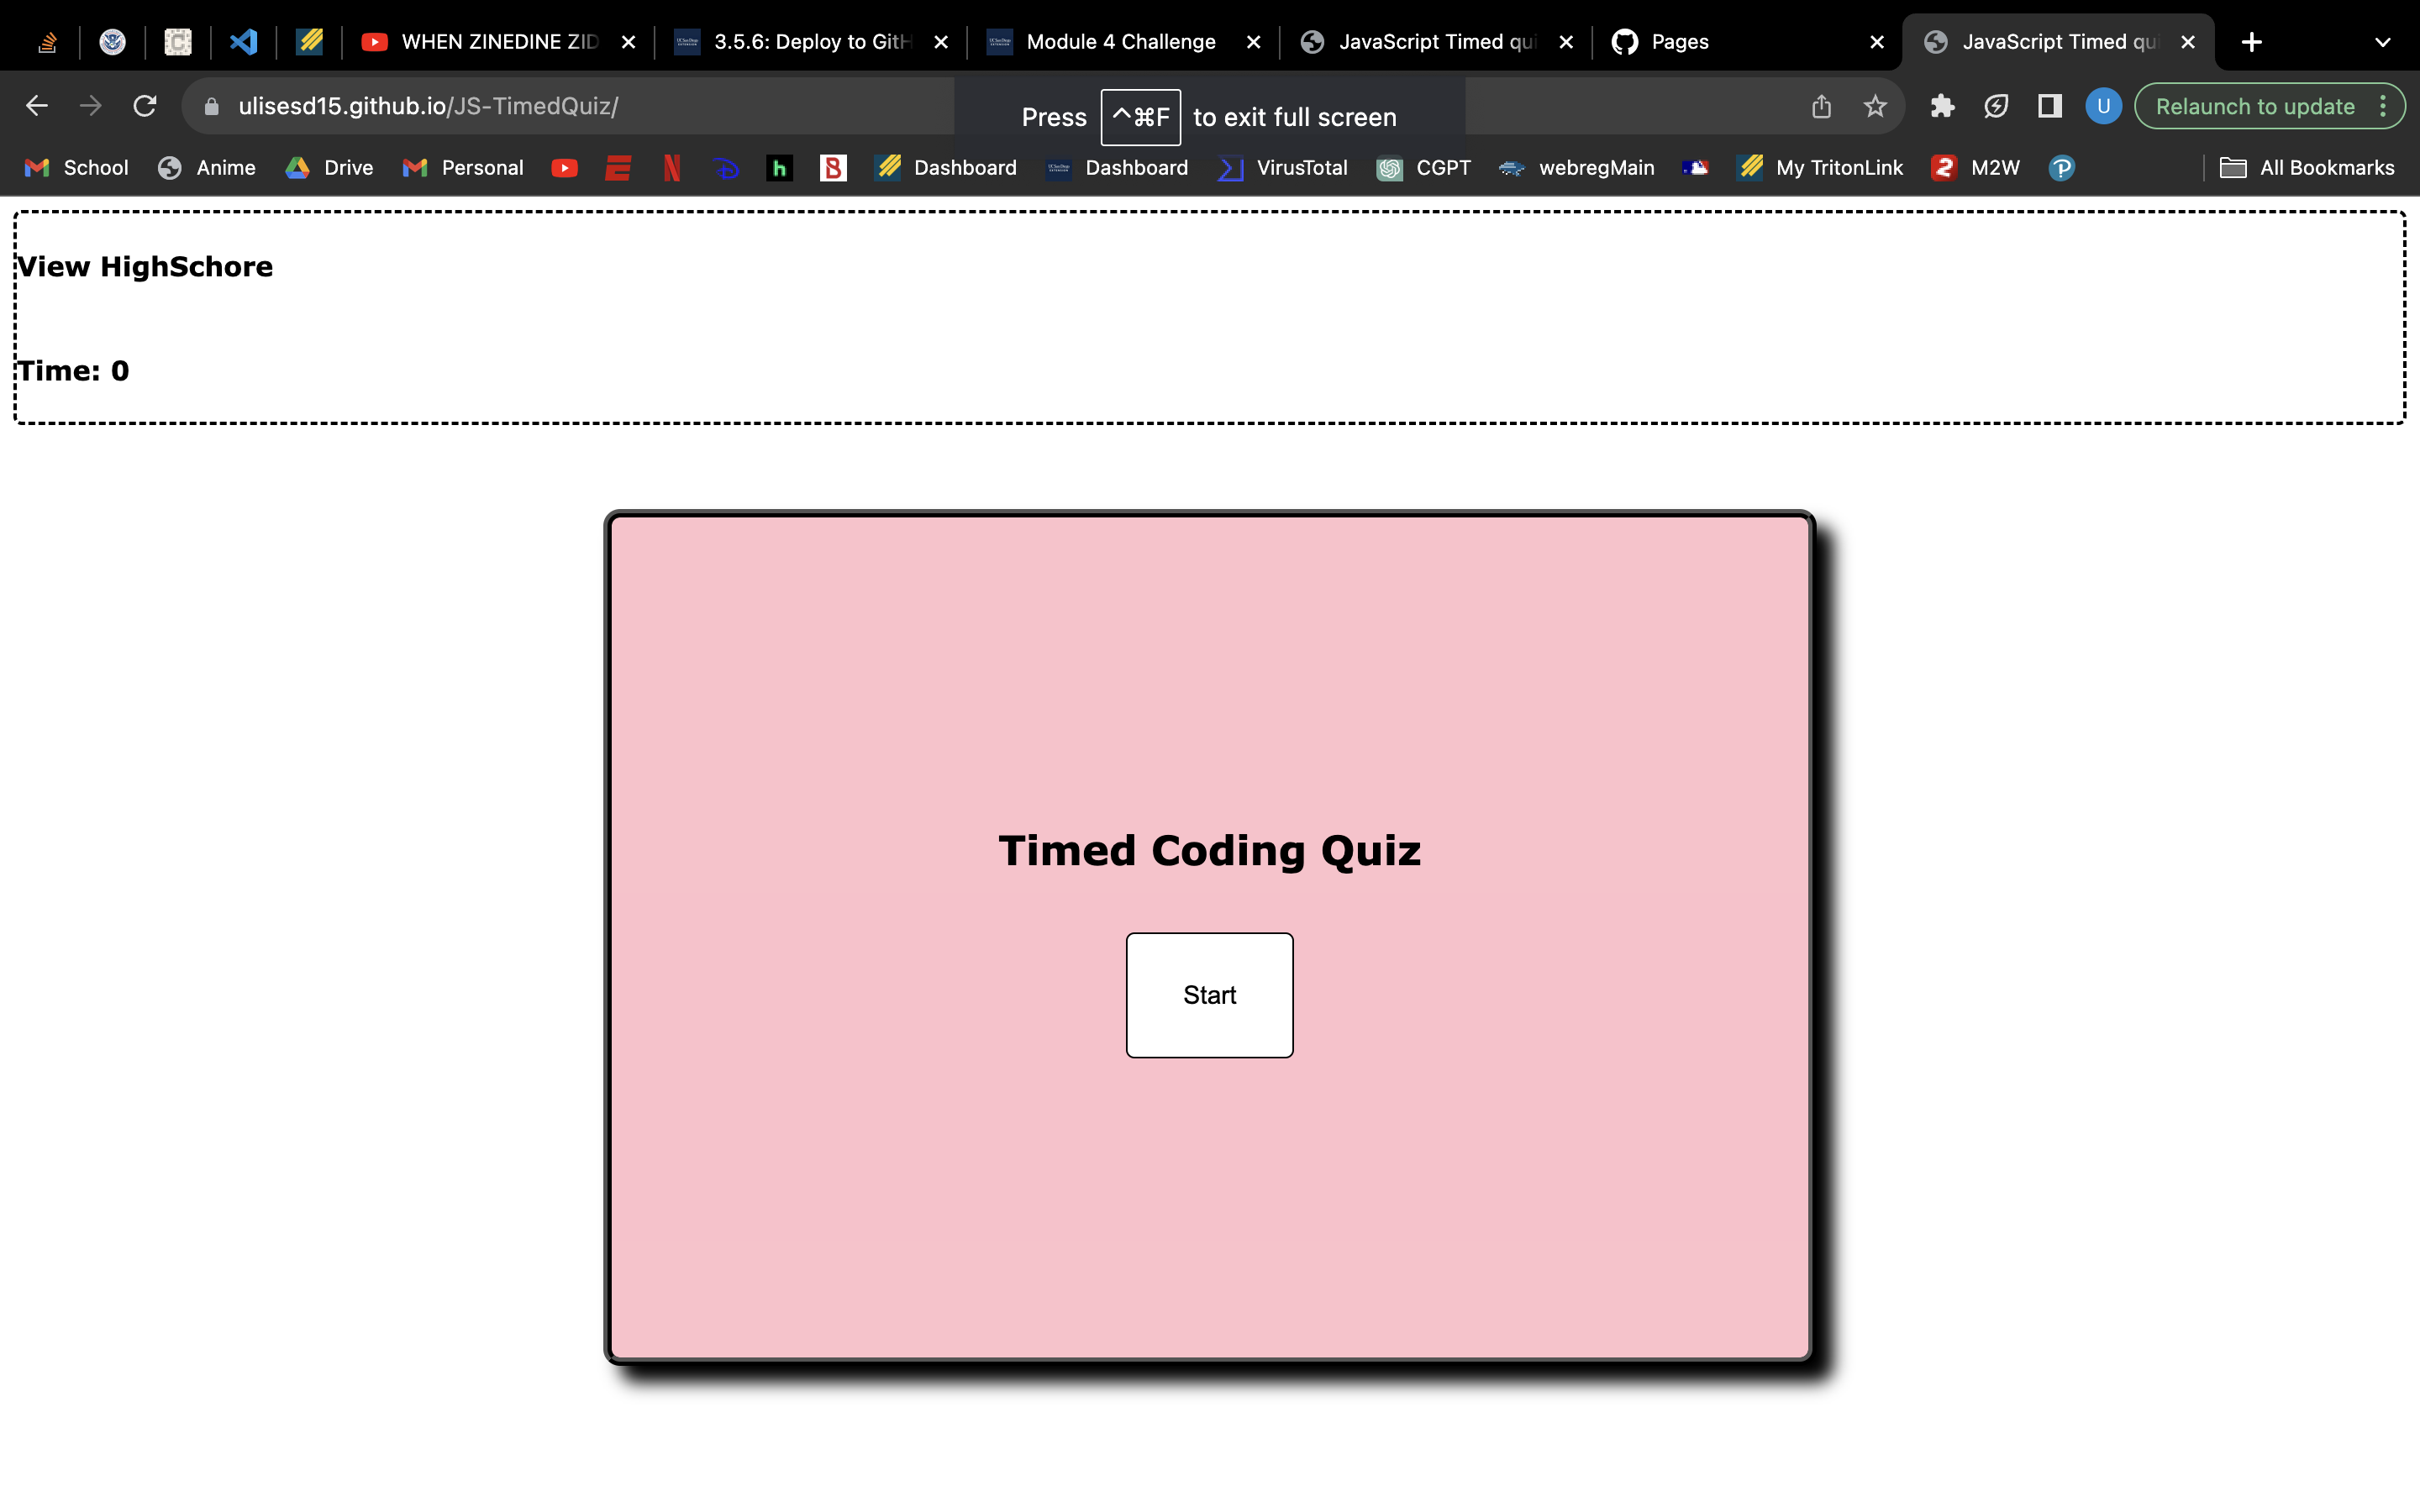 WHEN ZINEDINE ZID
3.5.6: Deploy to GitH
Module 4 Challenge
JavaScript Timed qui
Pages
JavaScript Timed qu
ulisesd15.github.io/JS-TimedQuiz/
Press ^⌘F to exit full screen
U
Relaunch to update
School
Anime
Drive
Personal
Dashboard
Dashboard
VirusTotal
CGPT
webregMain
My TritonLink
M2W
All Bookmarks
View HighSchore
Time: 0
Timed Coding Quiz
Start